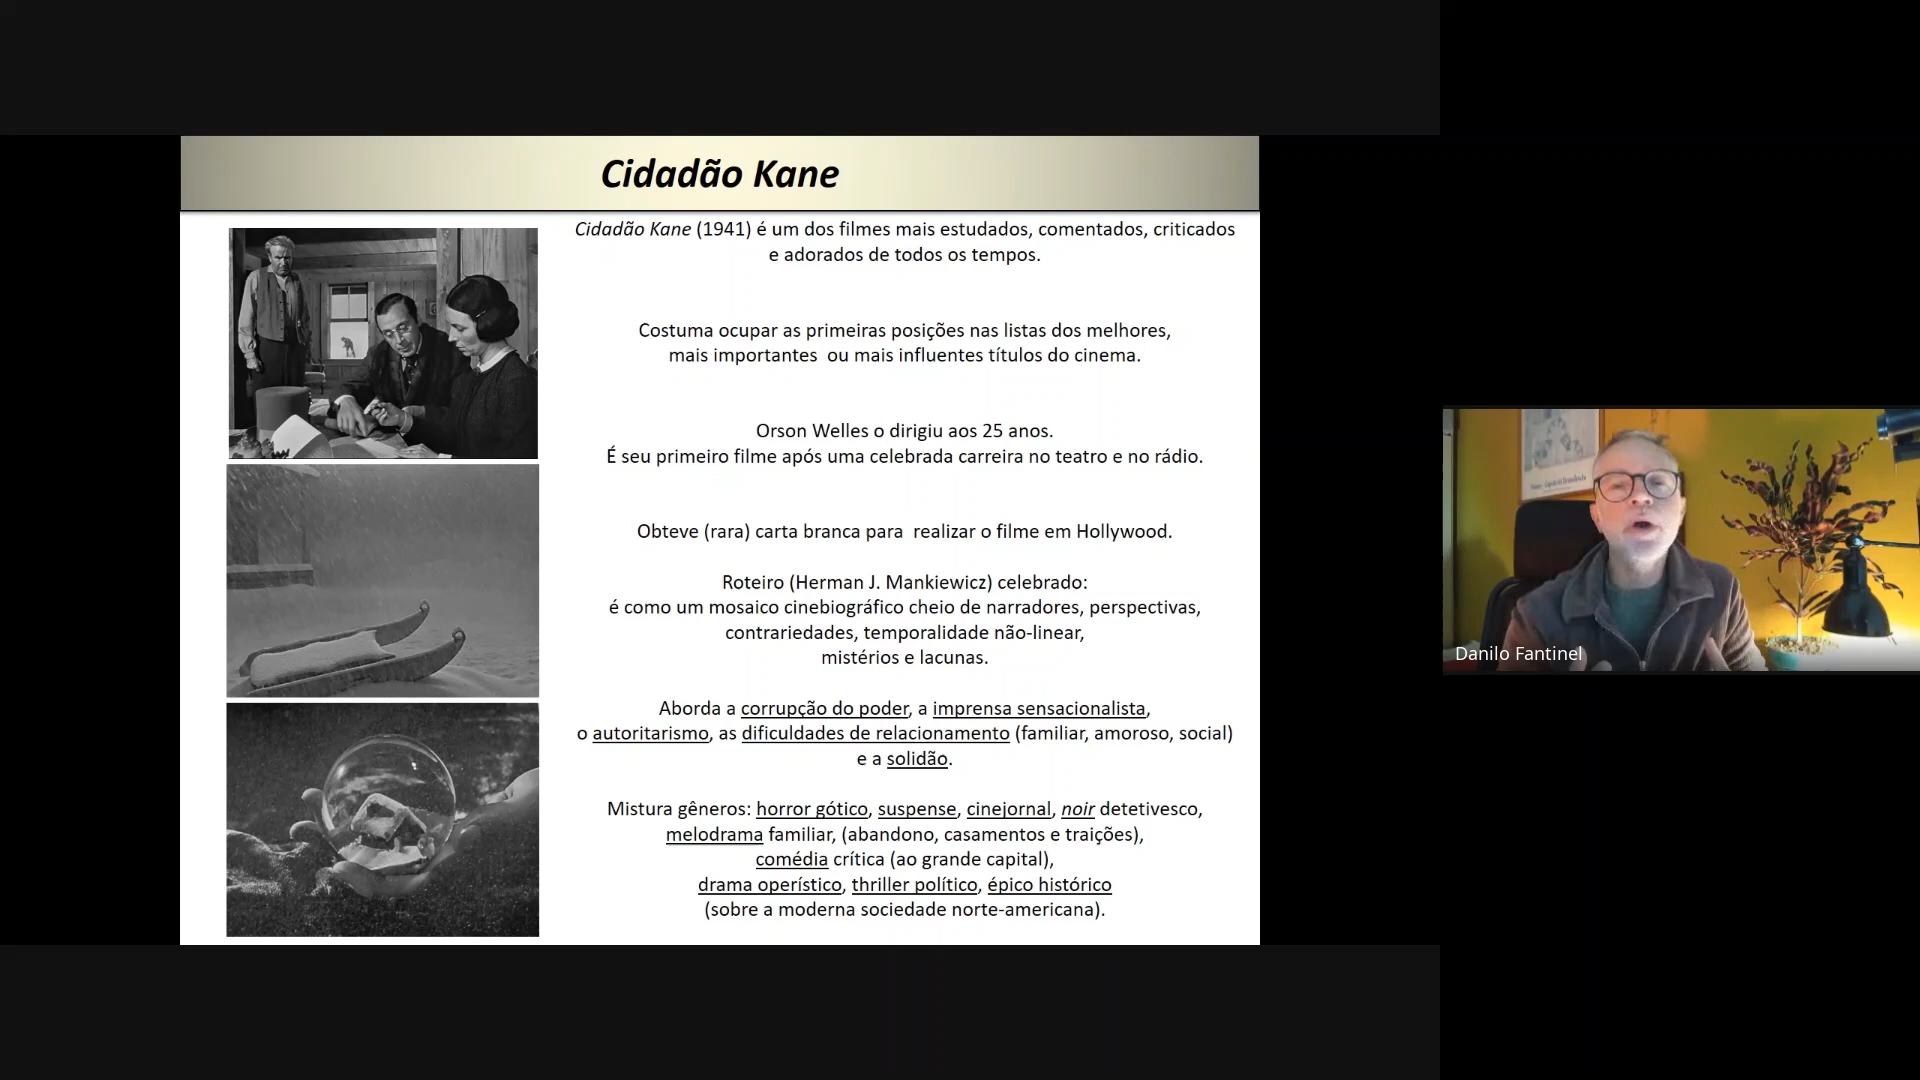 Cidadão Kane
Cidadão Kane (1941) é um dos filmes mais estudados, comentados, criticados
e adorados de todos os tempos.
Costuma ocupar as primeiras posições nas listas dos melhores,
mais importantes  ou mais influentes títulos do cinema.
Orson Welles o dirigiu aos 25 anos.
É seu primeiro filme após uma celebrada carreira no teatro e no rádio.
Obteve (rara) carta branca para  realizar o filme em Hollywood.
Roteiro (Herman J. Mankiewicz) celebrado:
é como um mosaico cinebiográfico cheio de narradores, perspectivas,
contrariedades, temporalidade não-linear,
mistérios e lacunas.
Aborda a corrupção do poder, a imprensa sensacionalista,
o autoritarismo, as dificuldades de relacionamento (familiar, amoroso, social)
e a solidão.
Mistura gêneros: horror gótico, suspense, cinejornal, noir detetivesco,
melodrama familiar, (abandono, casamentos e traições),
comédia crítica (ao grande capital),
drama operístico, thriller político, épico histórico
(sobre a moderna sociedade norte-americana).
Danilo Fantinel